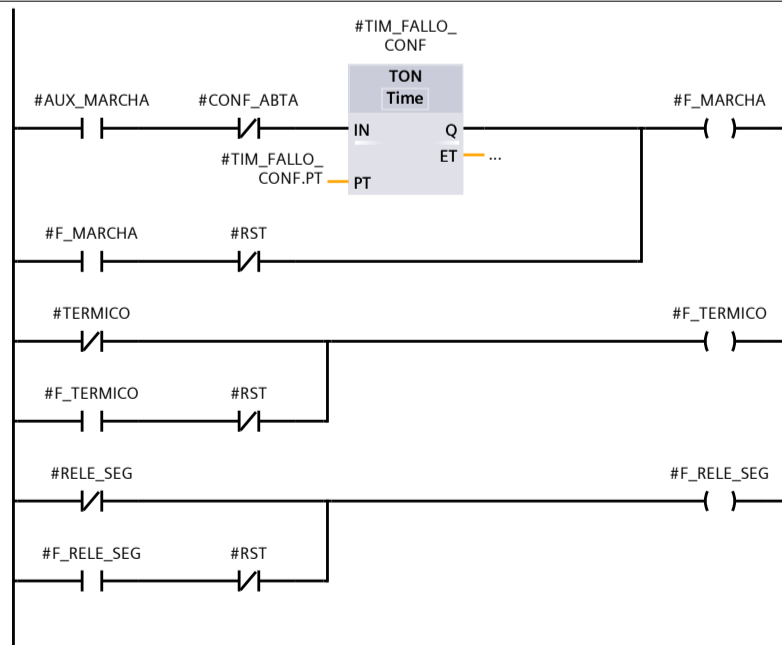 #TIM_FALLO_
CONF
TON
Time
#AUX_MARCHA
#CONF_ABTA
#F_MARCHA
IN
Q
ET
...
#TIM_FALLO_
CONF.PT
PT
#F_MARCHA
#RST
#TERMICO
#F_TERMICO
#F_TERMICO
#RST
#RELE_SEG
#F_RELE_SEG
#F_RELE_SEG
#RST